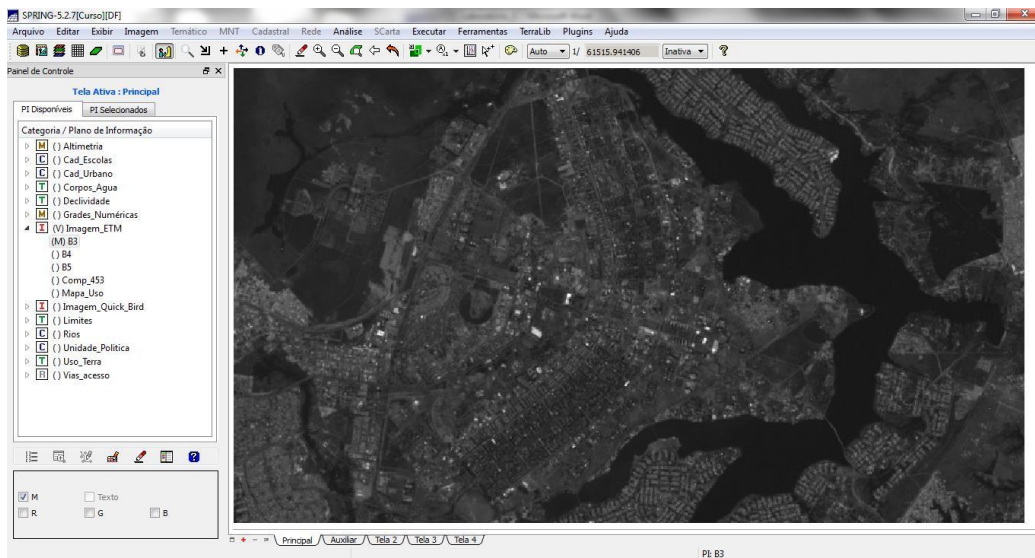 SPRING-5.2.7[Curso][DF]
Arquivo Editar Exibir Imagem Temático MNT Cadastral Rede Análise SCarta Executar Ferramentas TerraLib Plugins Ajuda
Auto 1/ 61515.941406 Inativa
Painel de Controle
Tela Ativa : Principal
PI Disponíveis PI Selecionados
Categoria / Plano de Informação
M () Altimetria
C () Cad_Escolas
C () Cad_Urbano
T () Corpos_Agua
T () Declividade
M () Grades_Numéricas
I (V) Imagem_ETM
(M) B3
() B4
() B5
() Comp_453
() Mapa_Uso
I () Imagem_Quick_Bird
T () Limites
C () Rios
C () Unidade_Politica
T () Uso_Terra
R () Vias_acesso
M Texto
R G B
Principal Auxiliar Tela 2 Tela 3 Tela 4
PI: B3